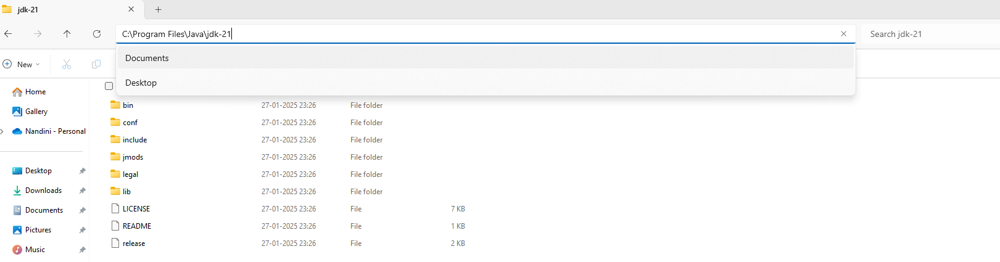 jdk-21
C:\Program Files\Java\jdk-21
Search jdk-21
New
Documents
Desktop
Home
Gallery
Nandini - Personal
Desktop
Downloads
Documents
Pictures
Music
bin 27-01-2025 23:26 File folder
conf 27-01-2025 23:26 File folder
include 27-01-2025 23:26 File folder
jmods 27-01-2025 23:26 File folder
legal 27-01-2025 23:26 File folder
lib 27-01-2025 23:26 File folder
LICENSE 27-01-2025 23:26 File 7 KB
README 27-01-2025 23:26 File 1 KB
release 27-01-2025 23:26 File 2 KB